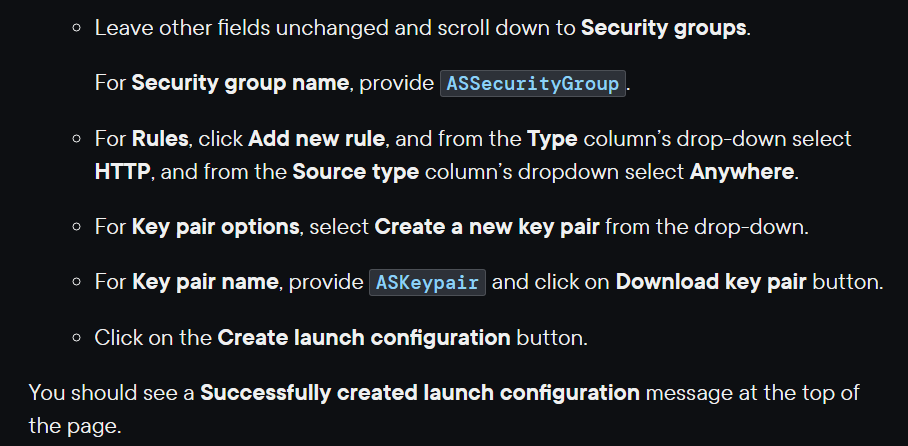 Leave other fields unchanged and scroll down to Security groups.
For Security group name, provide ASSecurityGroup.
For Rules, click Add new rule, and from the Type column’s drop-down select
HTTP, and from the Source type column’s dropdown select Anywhere.
For Key pair options, select Create a new key pair from the drop-down.
For Key pair name, provide ASKeypair and click on Download key pair button.
Click on the Create launch configuration button.
You should see a Successfully created launch configuration message at the top of
the page.